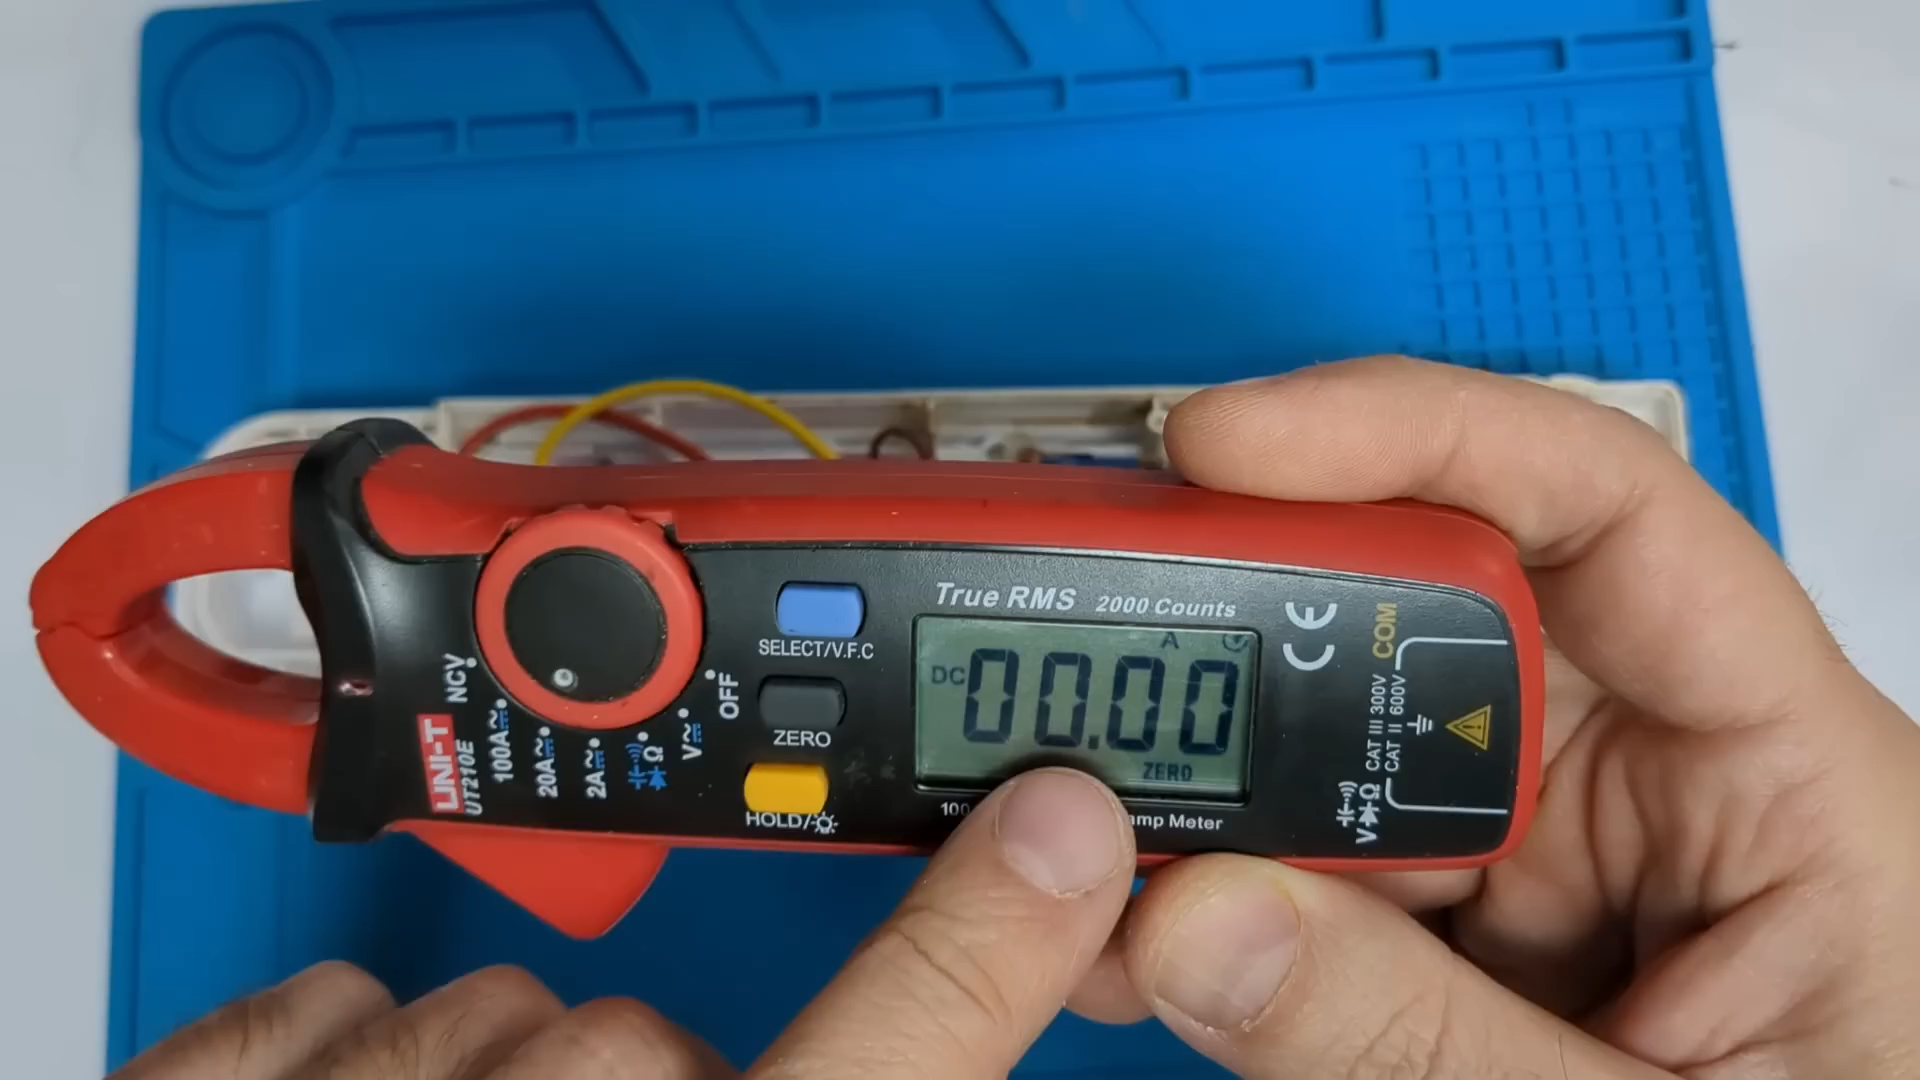 True RMS 2000 Counts
SELECT/V.F.C
ZERO
HOLD/
DC 00.00 A
ZERO
100
amp Meter
UNI-T
UT210E
NCV
100A
20A
2A
Ω
V
OFF
CE
COM
CAT III 300V
CAT II 600V
V Ω